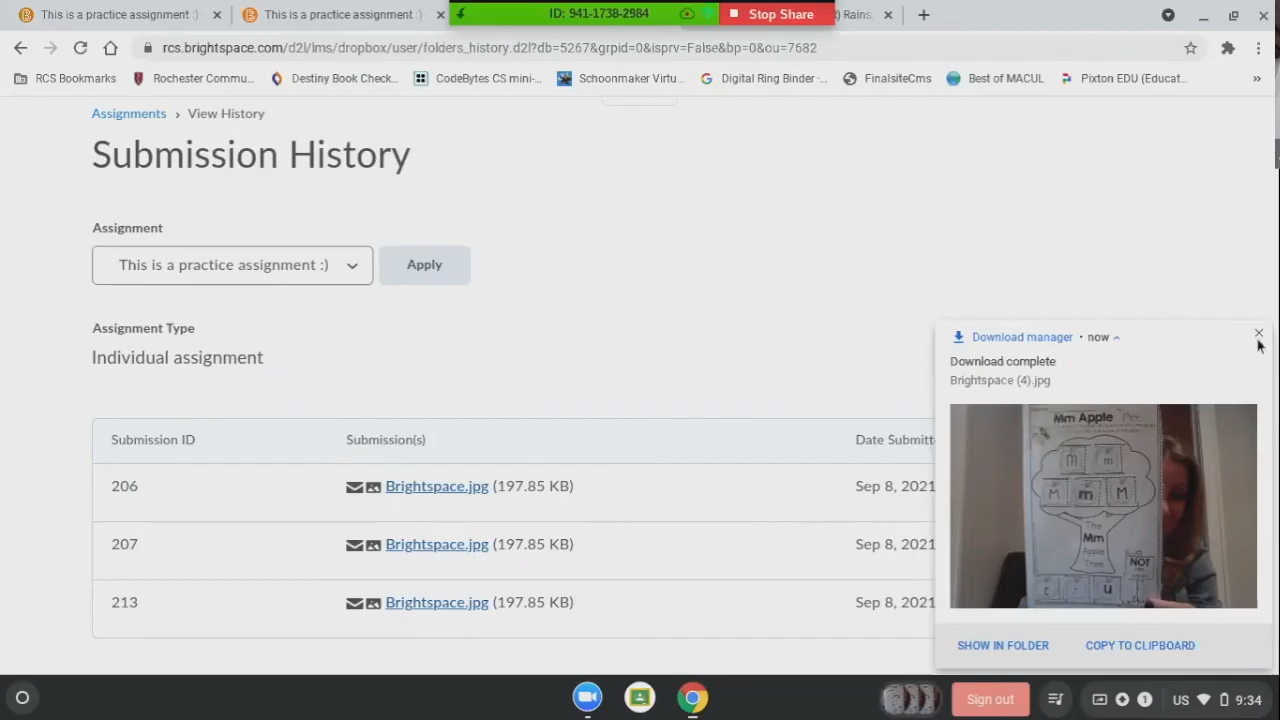 This is a practice assignment :)
This is a practice assignment :)
ID: 941-1738-2984
Stop Share
Rains,
rcs.brightspace.com/d2l/lms/dropbox/user/folders_history.d2l?db=5267&grpid=0&isprv=False&bp=0&ou=7682
RCS Bookmarks
Rochester Commu...
Destiny Book Check...
CodeBytes CS mini-...
Schoonmaker Virtu...
Digital Ring Binder -...
FinalsiteCms
Best of MACUL
Pixton EDU (Educat...
»
Assignments › View History
Submission History
Assignment
This is a practice assignment :)
Apply
Assignment Type
Individual assignment
Submission ID
Submission(s)
Date Submitt
206
Brightspace.jpg (197.85 KB)
Sep 8, 2021
207
Brightspace.jpg (197.85 KB)
Sep 8, 2021
213
Brightspace.jpg (197.85 KB)
Sep 8, 2021
Download manager • now
Download complete
Brightspace (4).jpg
Mm Apple
m m
M m M
The
Mm
Apple
Tree
NOT
u
SHOW IN FOLDER
COPY TO CLIPBOARD
Sign out
1
US
9:34